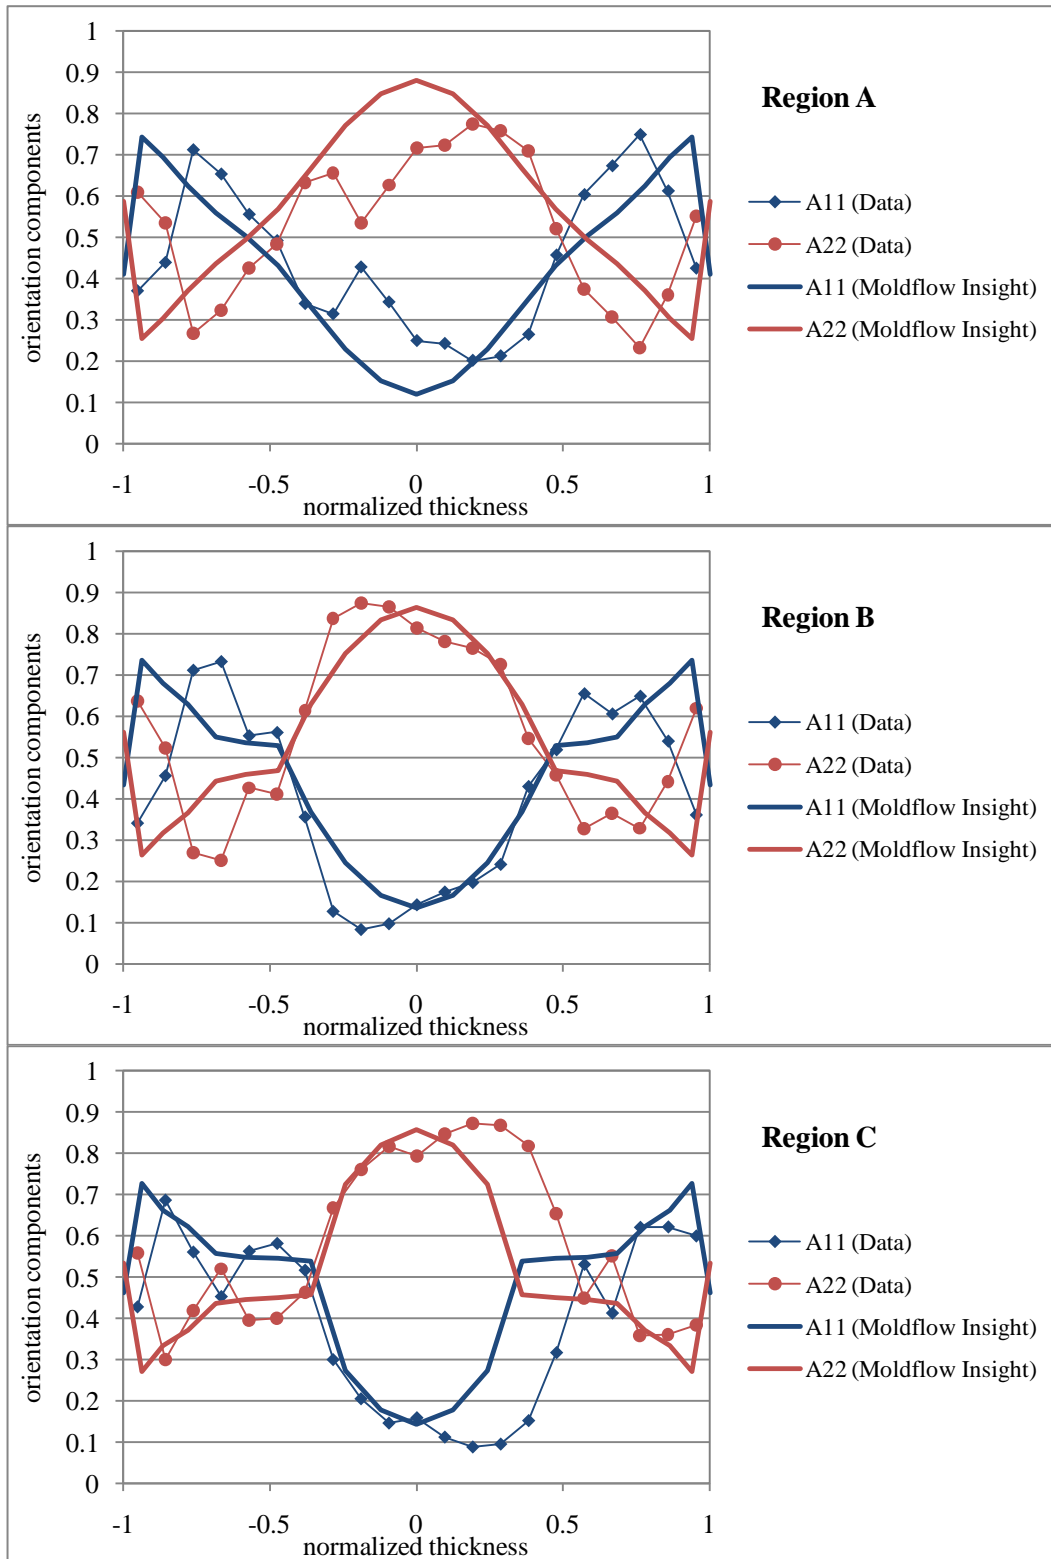 1
0.9
0.8
0.7
0.6
0.5
0.4
0.3
0.2
0.1
0
orientation components
-1
-0.5
0
0.5
1
normalized thickness
Region A
A11 (Data)
A22 (Data)
A11 (Moldflow Insight)
A22 (Moldflow Insight)
1
0.9
0.8
0.7
0.6
0.5
0.4
0.3
0.2
0.1
0
orientation components
-1
-0.5
0
0.5
1
normalized thickness
Region B
A11 (Data)
A22 (Data)
A11 (Moldflow Insight)
A22 (Moldflow Insight)
1
0.9
0.8
0.7
0.6
0.5
0.4
0.3
0.2
0.1
0
orientation components
-1
-0.5
0
0.5
1
normalized thickness
Region C
A11 (Data)
A22 (Data)
A11 (Moldflow Insight)
A22 (Moldflow Insight)